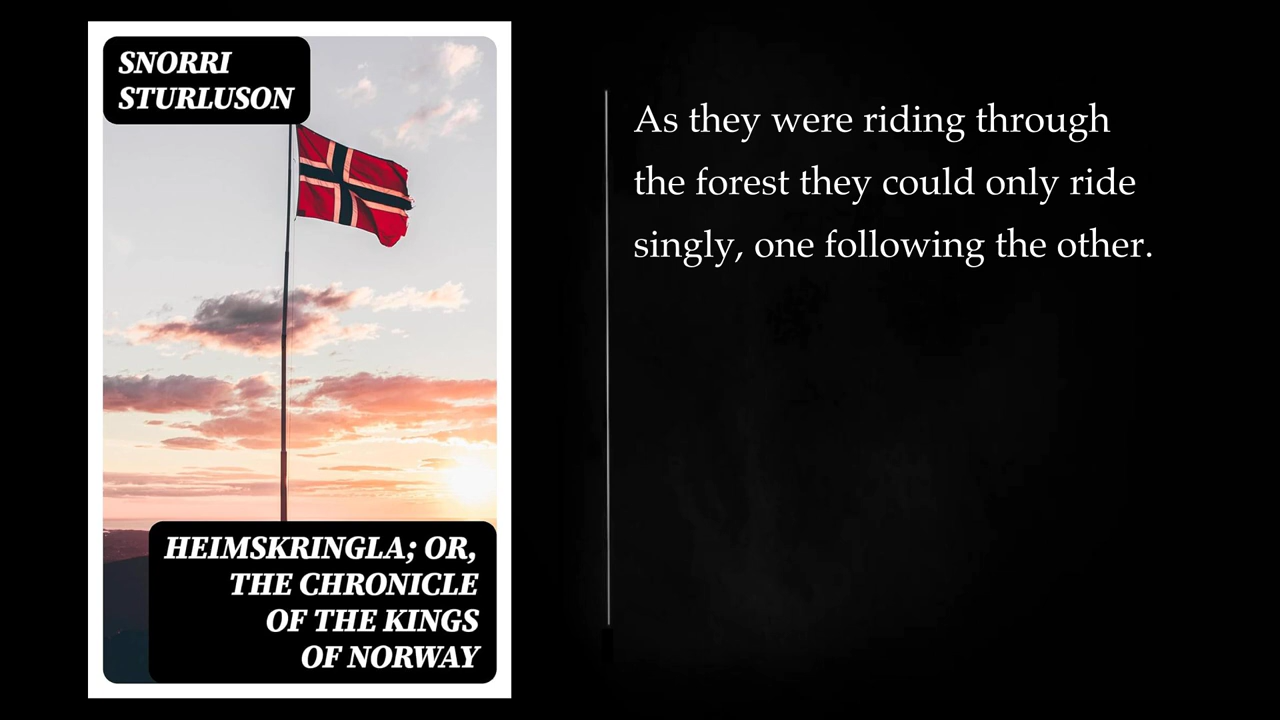 SNORRI
STURLUSON
HEIMSKRINGLA; OR,
THE CHRONICLE
OF THE KINGS
OF NORWAY
As they were riding through
the forest they could only ride
singly, one following the other.